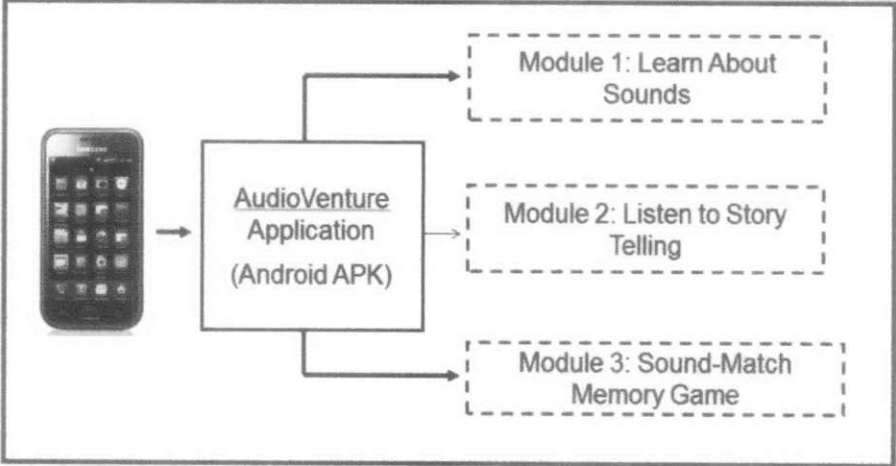 SAMSUNG
AudioVenture
Application
(Android APK)
Module 1: Learn About
Sounds
Module 2: Listen to Story
Telling
Module 3: Sound-Match
Memory Game